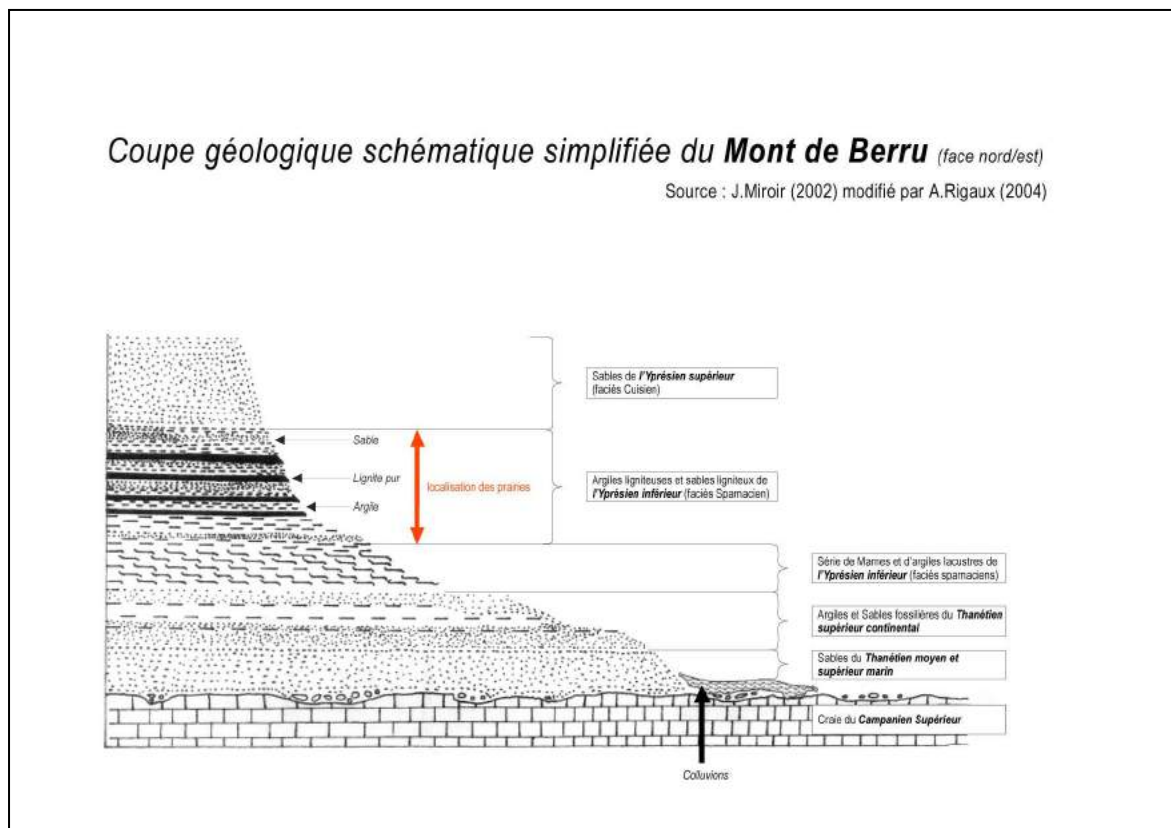 Coupe géologique schématique simplifiée du Mont de Berru (face nord/est)
Source : J.Miroir (2002) modifié par A.Rigaux (2004)
Sables de l'Yprésien supérieur
(faciès Cuisien)
Sable
Lignite pur
localisation des prairies
Argile
Argiles ligniteuses et sables ligniteux de
l'Yprésien inférieur (faciès Sparnacien)
Série de Marnes et d'argiles lacustres de
l'Yprésien inférieur (faciès sparnaciens)
Argiles et Sables fossilifères du Thanétien
supérieur continental
Sables du Thanétien moyen et
supérieur marin
Craie du Campanien Supérieur
Colluvions